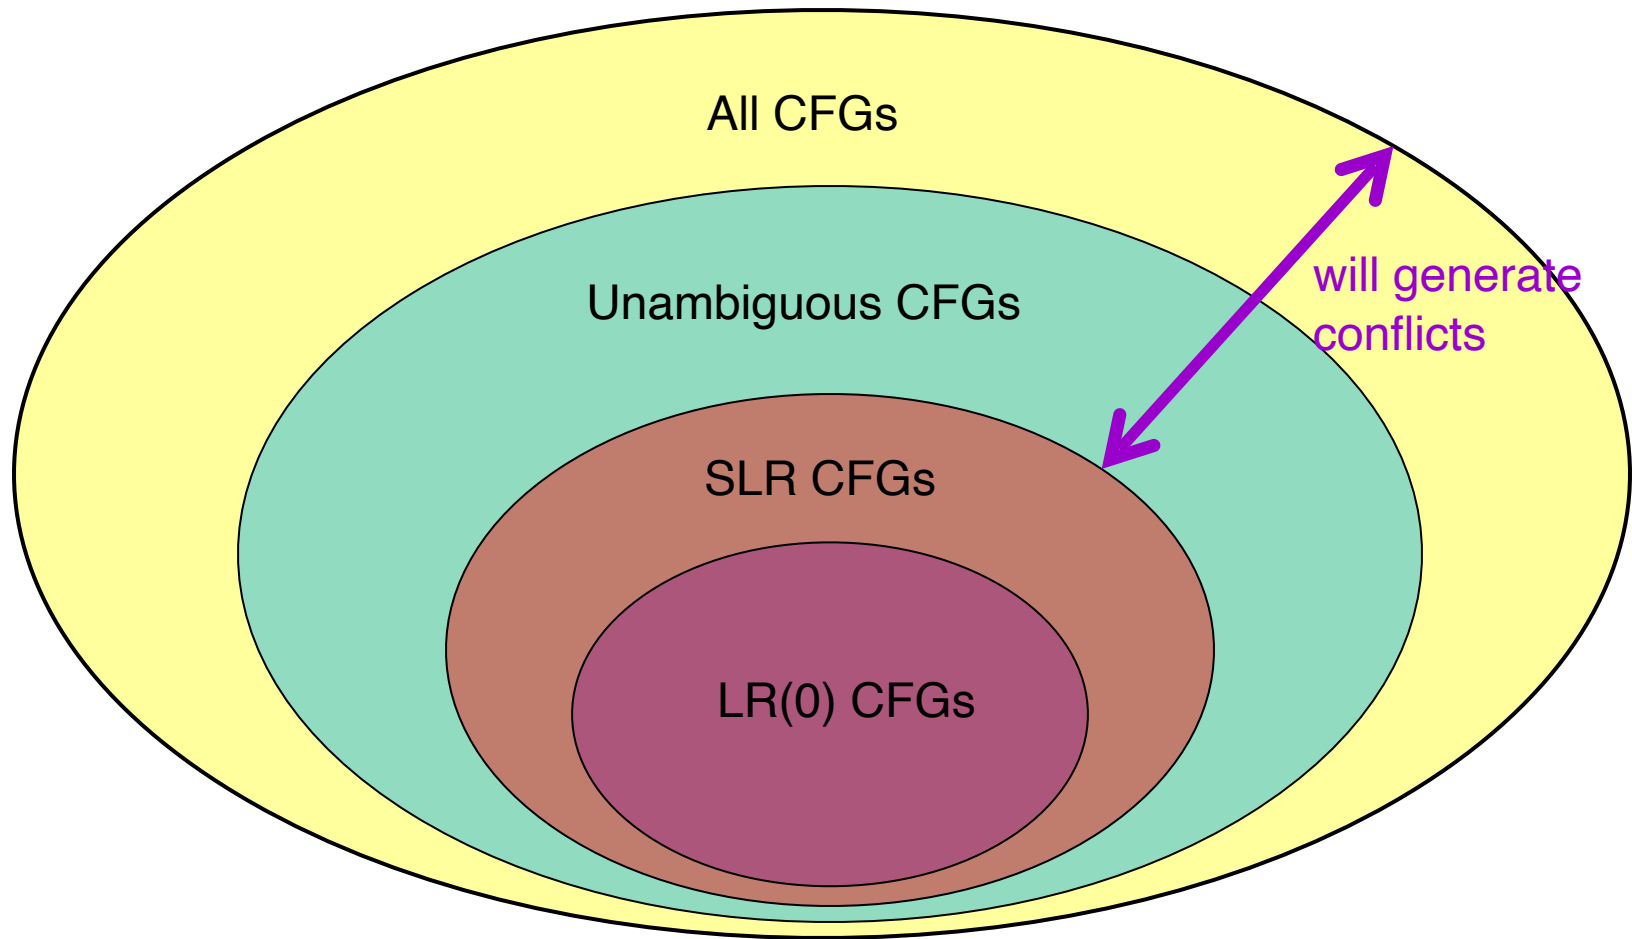 All CFGs
will generate
conflicts
Unambiguous CFGs
SLR CFGs
LR(0) CFGs